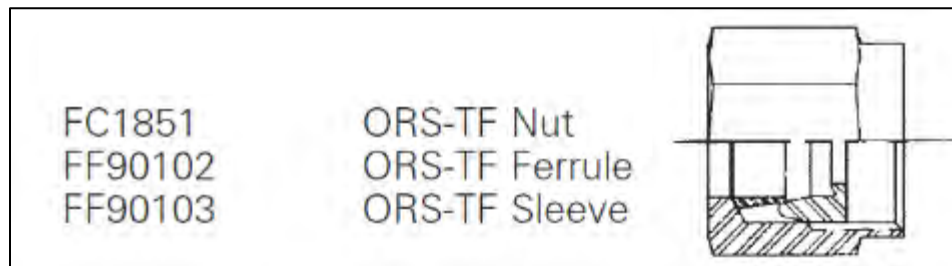 FC1851 ORS-TF Nut
FF90102 ORS-TF Ferrule
FF90103 ORS-TF Sleeve